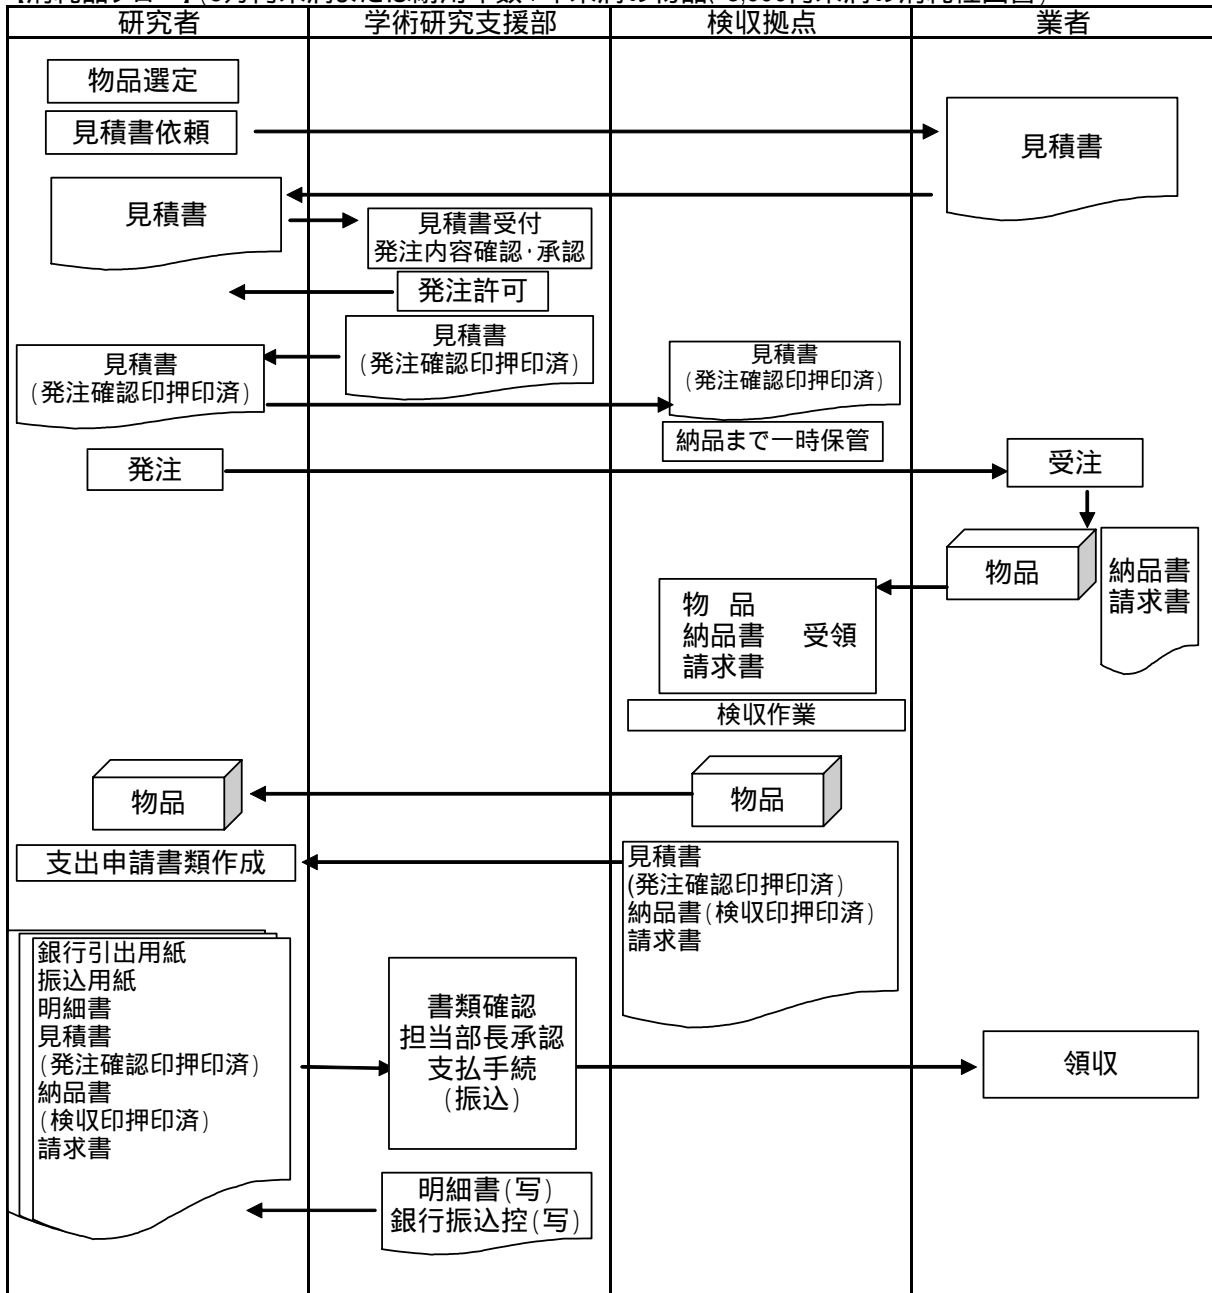 研究者
学術研究支援部
検収拠点
業者
物品選定
見積書依頼
見積書
見積書
見積書受付
発注内容確認・承認
発注許可
見積書
(発注確認印押印済)
見積書
(発注確認印押印済)
見積書
(発注確認印押印済)
納品まで一時保管
発注
受注
物品
納品書
請求書
物 品
納品書 受領
請求書
検収作業
物品
物品
支出申請書類作成
見積書
(発注確認印押印済)
納品書(検収印押印済)
請求書
銀行引出用紙
振込用紙
明細書
見積書
(発注確認印押印済)
納品書
(検収印押印済)
請求書
書類確認
担当部長承認
支払手続
(振込)
領収
明細書(写)
銀行振込控(写)